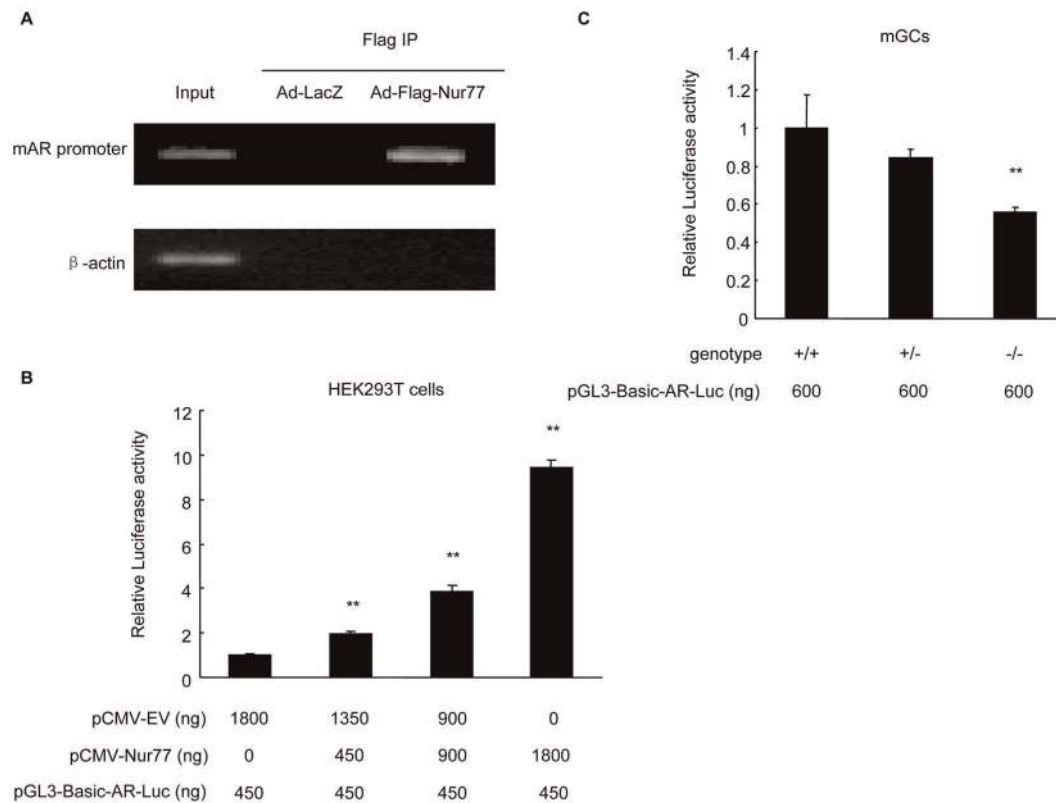 A
Flag IP
Input Ad-LacZ Ad-Flag-Nur77
mAR promoter
β-actin
B
HEK293T cells
Relative Luciferase activity
12
10
8
6
4
2
0
**
**
**
pCMV-EV (ng) 1800 1350 900 0
pCMV-Nur77 (ng) 0 450 900 1800
pGL3-Basic-AR-Luc (ng) 450 450 450 450
C
mGCs
Relative Luciferase activity
1.4
1.2
1
0.8
0.6
0.4
0.2
0
**
genotype +/+ +/- -/-
pGL3-Basic-AR-Luc (ng) 600 600 600